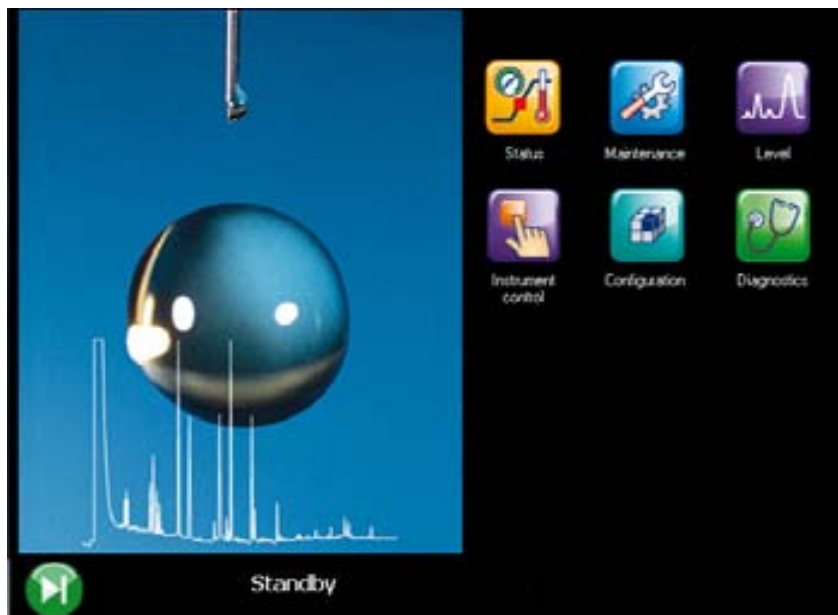 Status
Maintenance
Level
Instrument
control
Configuration
Diagnostics
Standby